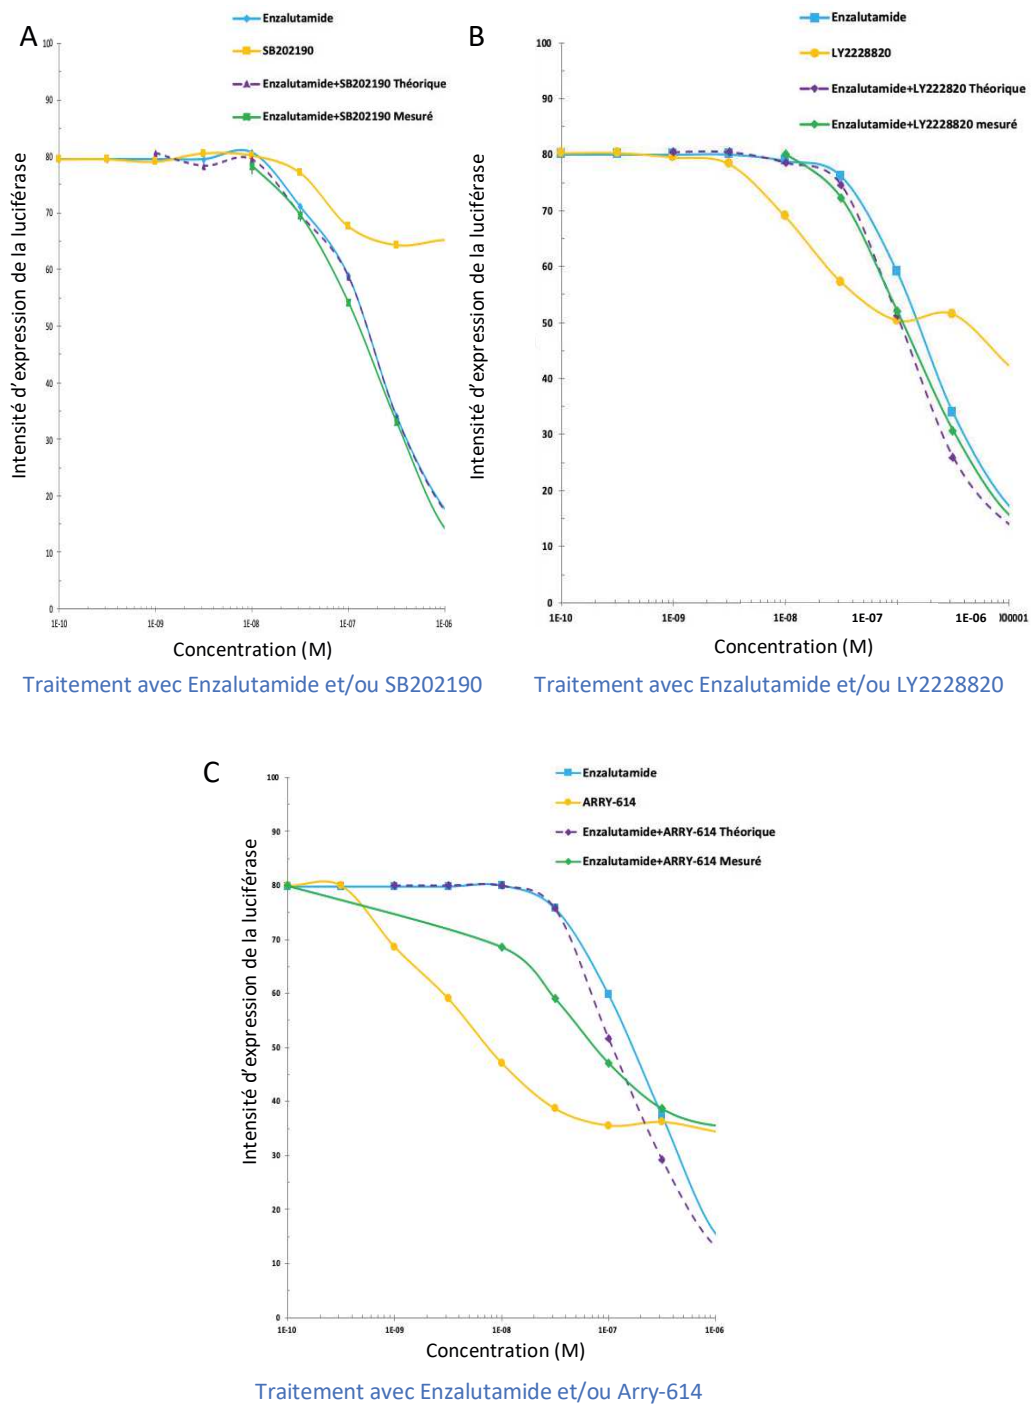 A
Enzalutamide
SB202190
Enzalutamide+SB202190 Théorique
Enzalutamide+SB202190 Mesuré
Intensité d'expression de la luciférase
100
90
80
70
60
50
40
30
20
10
0
1E-10
1E-09
1E-08
1E-07
1E-06
Concentration (M)
Traitement avec Enzalutamide et/ou SB202190
B
Enzalutamide
LY2228820
Enzalutamide+LY222820 Théorique
Enzalutamide+LY2228820 mesuré
Intensité d'expression de la luciférase
100
90
80
70
60
50
40
30
20
10
0
1E-10
1E-09
1E-08
1E-07
1E-06
Concentration (M)
Traitement avec Enzalutamide et/ou LY2228820
C
Enzalutamide
ARRY-614
Enzalutamide+ARRY-614 Théorique
Enzalutamide+ARRY-614 Mesuré
Intensité d'expression de la luciférase
100
90
80
70
60
50
40
30
20
10
0
1E-10
1E-09
1E-08
1E-07
1E-06
Concentration (M)
Traitement avec Enzalutamide et/ou Arry-614